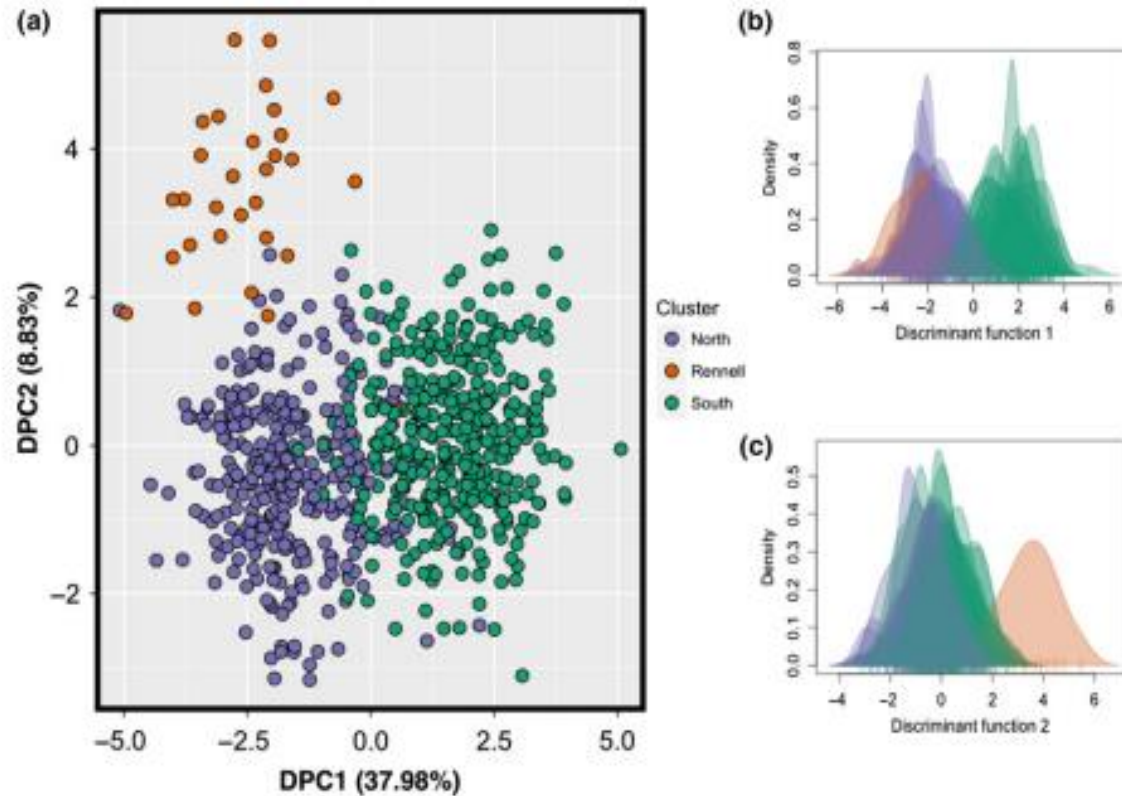 (a)
4
2
0
−2
DPC2 (8.83%)
−5.0 −2.5 0.0 2.5 5.0
DPC1 (37.98%)
Cluster
North
Rennell
South
(b)
0.8
0.6
0.4
0.2
0.0
Density
−6 −4 −2 0 2 4 6
Discriminant function 1
(c)
0.5
0.4
0.3
0.2
0.1
0.0
Density
−4 −2 0 2 4 6
Discriminant function 2